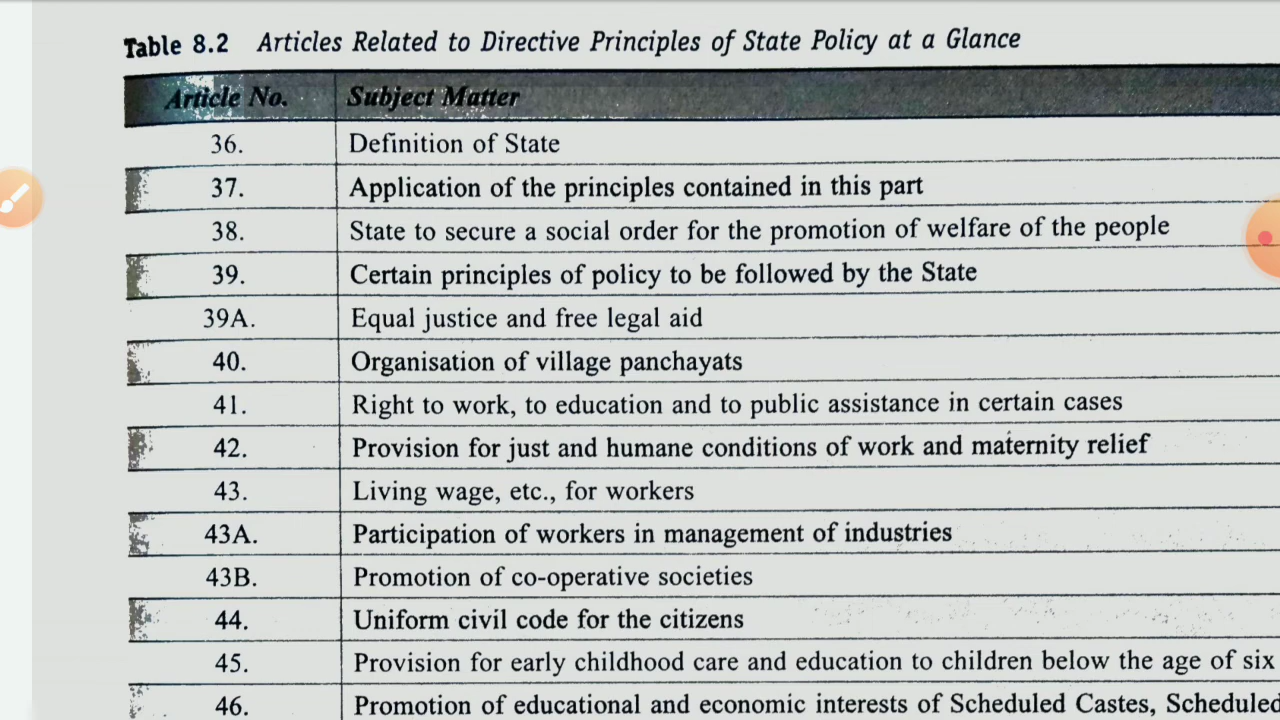 Table 8.2 Articles Related to Directive Principles of State Policy at a Glance
Article No. Subject Matter
36. Definition of State
37. Application of the principles contained in this part
38. State to secure a social order for the promotion of welfare of the people
39. Certain principles of policy to be followed by the State
39A. Equal justice and free legal aid
40. Organisation of village panchayats
41. Right to work, to education and to public assistance in certain cases
42. Provision for just and humane conditions of work and maternity relief
43. Living wage, etc., for workers
43A. Participation of workers in management of industries
43B. Promotion of co-operative societies
44. Uniform civil code for the citizens
45. Provision for early childhood care and education to children below the age of six
46. Promotion of educational and economic interests of Scheduled Castes, Scheduled